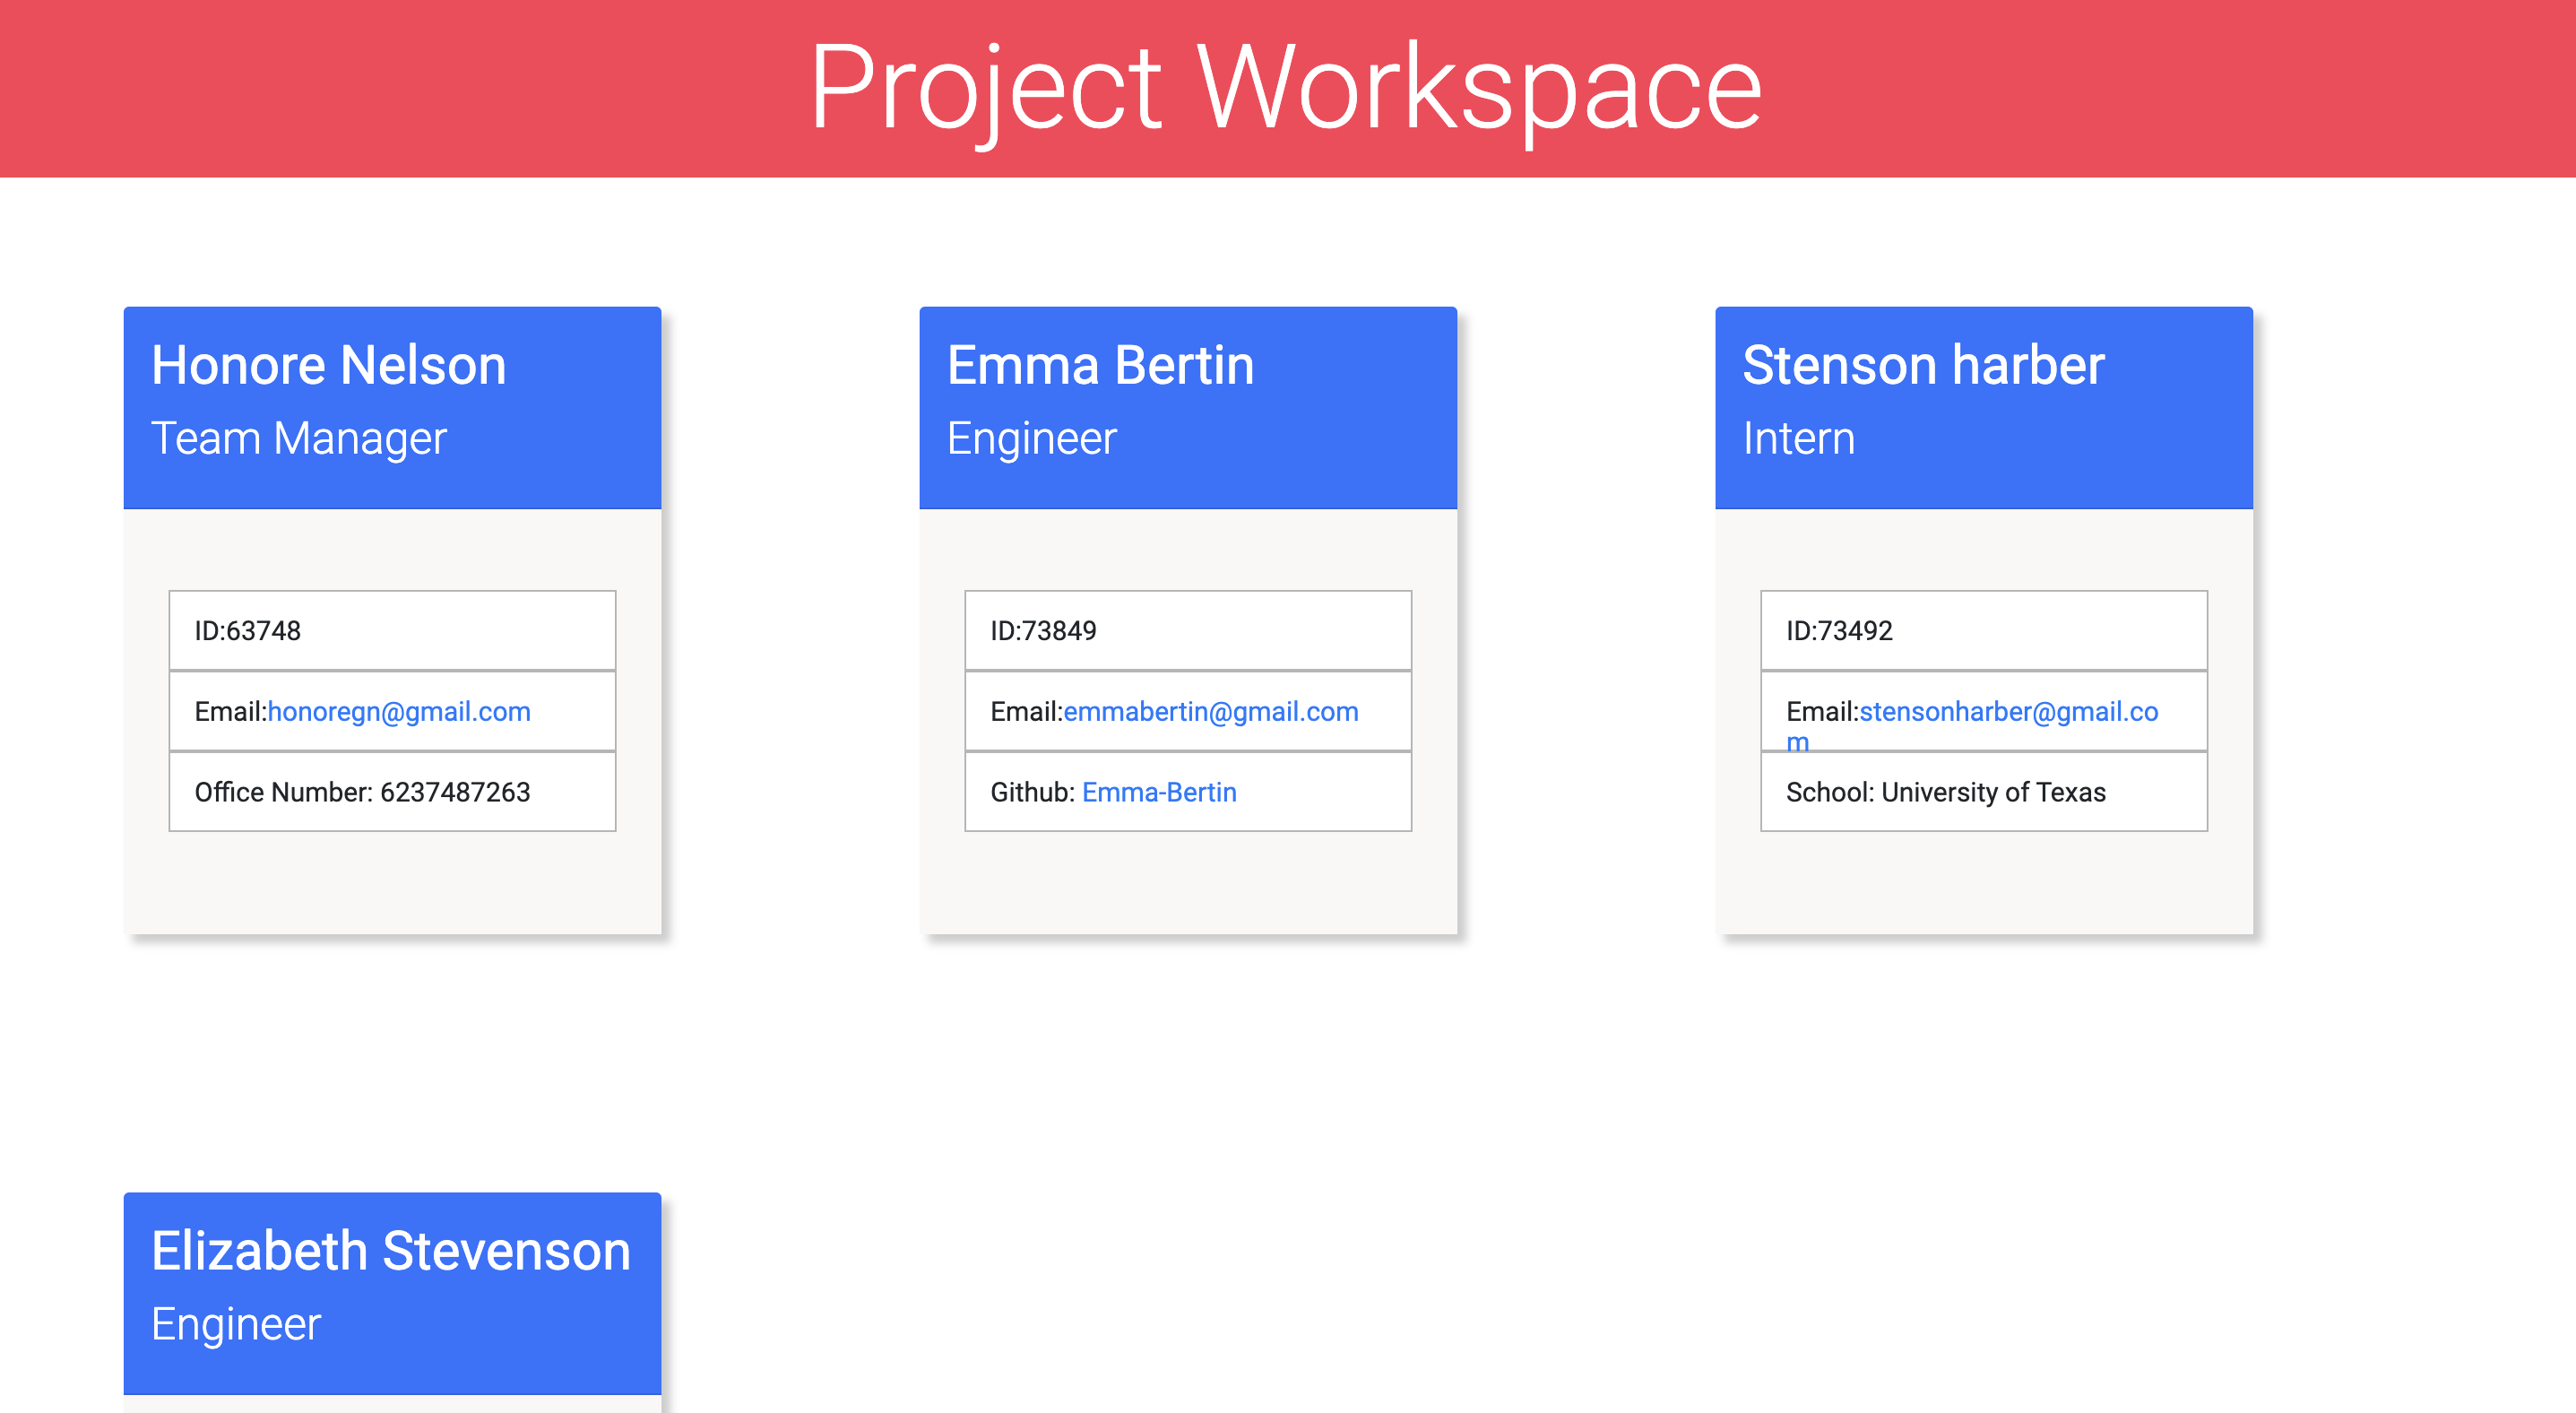 Project Workspace
Honore Nelson
Team Manager
ID:63748
Email:honoregn@gmail.com
Office Number: 6237487263
Emma Bertin
Engineer
ID:73849
Email:emmabertin@gmail.com
Github: Emma-Bertin
Stenson harber
Intern
ID:73492
Email:stensonharber@gmail.co
m
School: University of Texas
Elizabeth Stevenson
Engineer